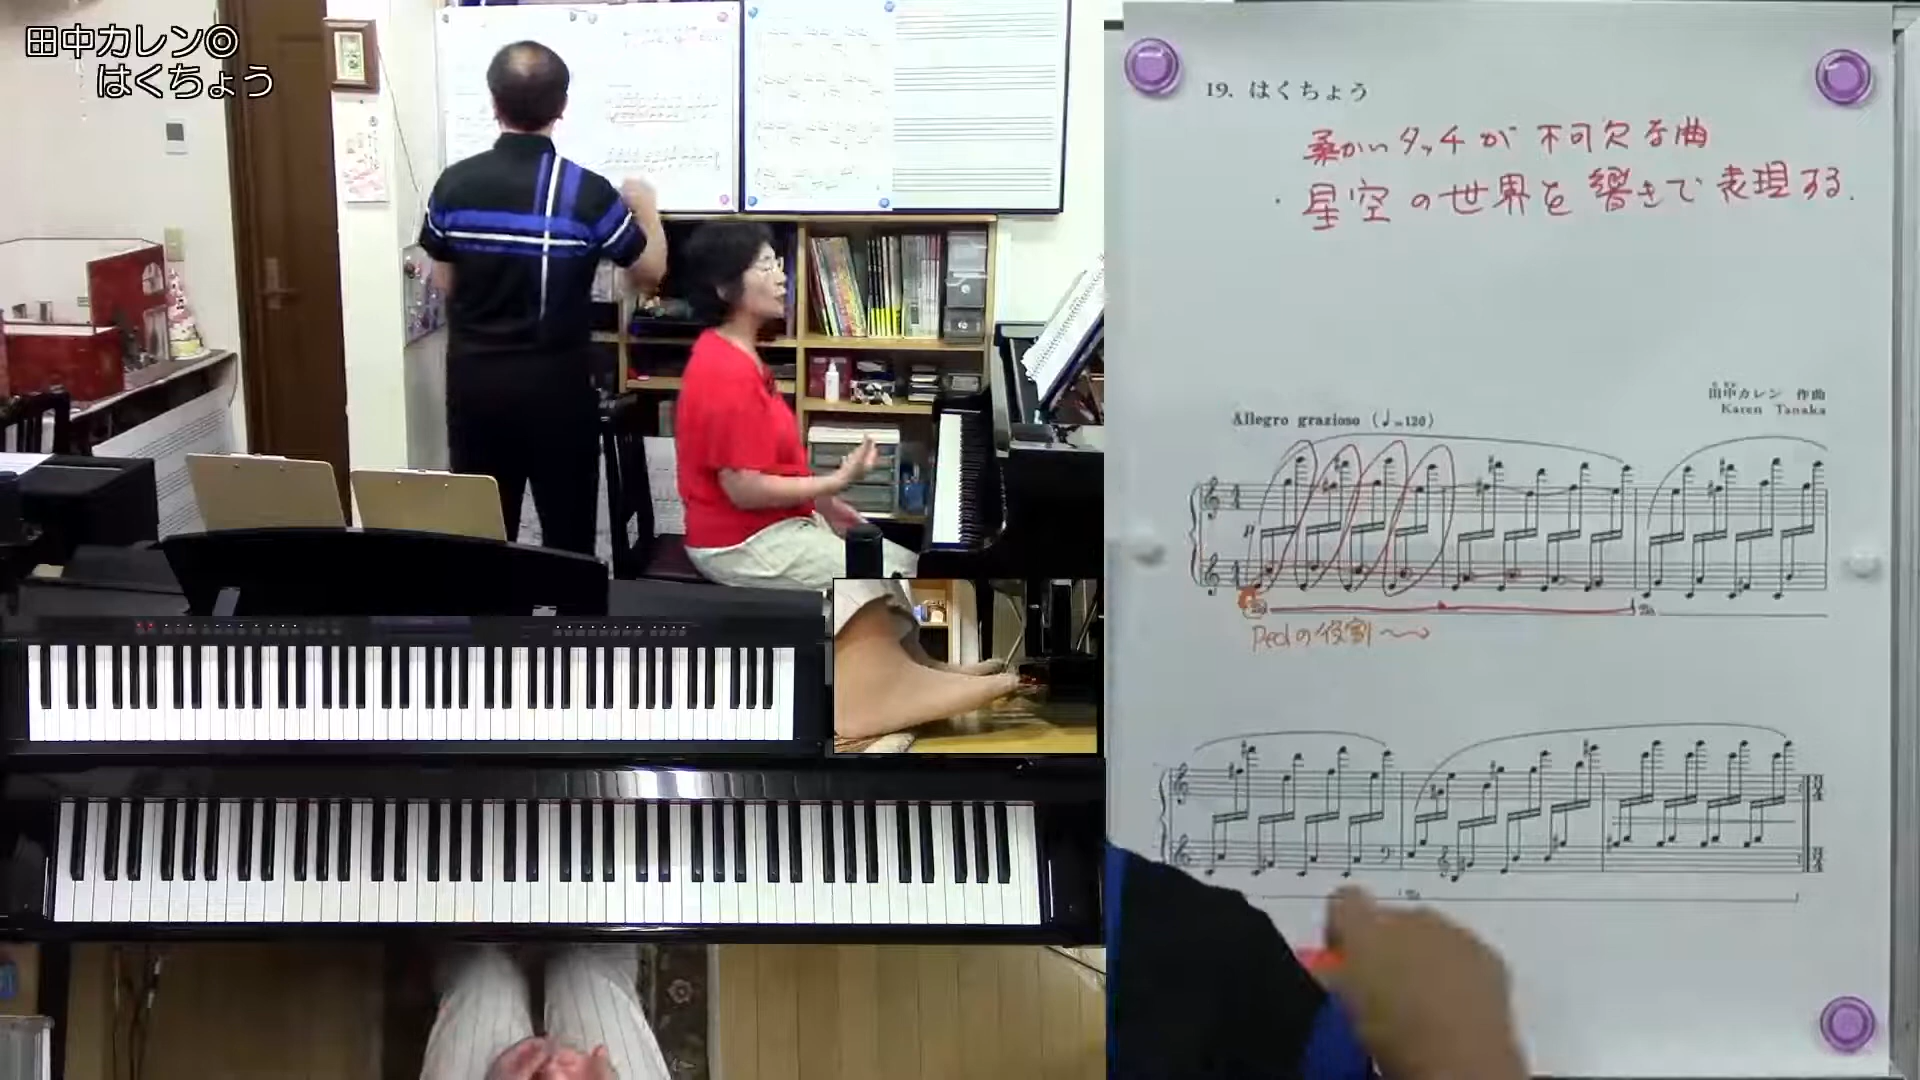 田中カレン◎
はくちょう
19. はくちょう
柔かいタッチが不可欠な曲
・星空の世界を響きで表現する.
田中カレン 作曲
Karen Tanaka
Allegro grazioso (♩=120)
p
Pedの役割〜〜